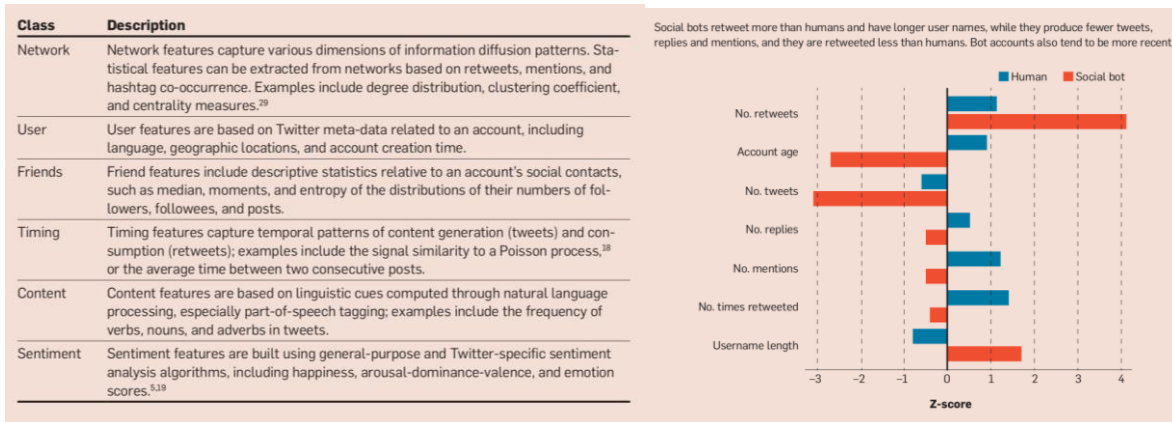 Class Description
Network Network features capture various dimensions of information diffusion patterns. Sta-
tistical features can be extracted from networks based on retweets, mentions, and
hashtag co-occurrence. Examples include degree distribution, clustering coefficient,
and centrality measures.29
User User features are based on Twitter meta-data related to an account, including
language, geographic locations, and account creation time.
Friends Friend features include descriptive statistics relative to an account's social contacts,
such as median, moments, and entropy of the distributions of their numbers of fol-
lowers, followees, and posts.
Timing Timing features capture temporal patterns of content generation (tweets) and con-
sumption (retweets); examples include the signal similarity to a Poisson process,18
or the average time between two consecutive posts.
Content Content features are based on linguistic cues computed through natural language
processing, especially part-of-speech tagging; examples include the frequency of
verbs, nouns, and adverbs in tweets.
Sentiment Sentiment features are built using general-purpose and Twitter-specific sentiment
analysis algorithms, including happiness, arousal-dominance-valence, and emotion
scores.5,19
Social bots retweet more than humans and have longer user names, while they produce fewer tweets,
replies and mentions, and they are retweeted less than humans. Bot accounts also tend to be more recent
Human Social bot
No. retweets
Account age
No. tweets
No. replies
No. mentions
No. times retweeted
Username length
–3 –2 –1 0 1 2 3 4
Z-score